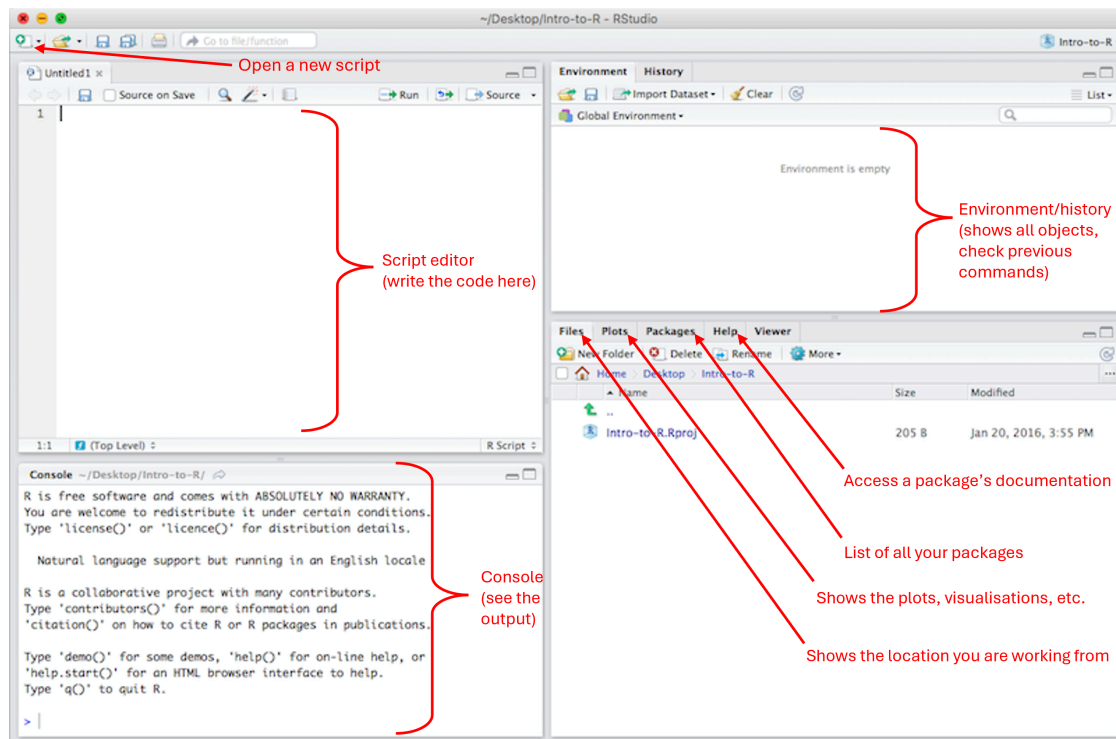 ~/Desktop/Intro-to-R - RStudio
Go to file/function
Intro-to-R
Open a new script
Untitled1
Source on Save
Run
Source
1
Script editor
(write the code here)
1:1
(Top Level)
R Script
Console ~/Desktop/Intro-to-R/
R is free software and comes with ABSOLUTELY NO WARRANTY.
You are welcome to redistribute it under certain conditions.
Type 'license()' or 'licence()' for distribution details.
Natural language support but running in an English locale
R is a collaborative project with many contributors.
Type 'contributors()' for more information and
'citation()' on how to cite R or R packages in publications.
Type 'demo()' for some demos, 'help()' for on-line help, or
'help.start()' for an HTML browser interface to help.
Type 'q()' to quit R.
>
Console
(see the
output)
Environment History
Import Dataset
Clear
List
Global Environment
Environment is empty
Environment/history
(shows all objects,
check previous
commands)
Files Plots Packages Help Viewer
New Folder Delete Rename More
Home Desktop Intro-to-R
Name Size Modified
..
Intro-to-R.Rproj 205 B Jan 20, 2016, 3:55 PM
Access a package's documentation
List of all your packages
Shows the plots, visualisations, etc.
Shows the location you are working from